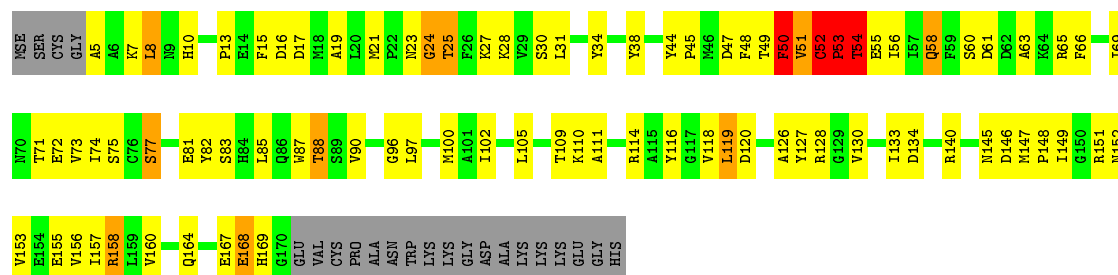 MSE SER CYS GLY A5 A6 K7 L8 N9 H10 P13 E14 F15 D16 D17 M18 A19 L20 M21 P22 N23 G24 T25 F26 K27 K28 V29 S30 L31 Y34 Y38 Y44 P45 M46 D47 F48 T49 F50 V51 C52 P53 T54 E55 I56 I57 Q58 F59 S60 D61 D62 A63 K64 R65 F66 I69
N70 T71 E72 V73 I74 S75 C76 S77 E81 Y82 S83 H84 L85 Q86 W87 T88 S89 V90 G96 L97 M100 A101 I102 L105 T109 K110 A111 R114 A115 Y116 G117 V118 L119 D120 A126 Y127 R128 G129 V130 I133 D134 R140 N145 D146 M147 P148 I149 G150 R151 N152
V153 E154 E155 V156 I157 R158 L159 V160 Q164 E167 E168 H169 G170 GLU VAL CYS PRO ALA ASN TRP LYS LYS GLY ASP ALA LYS LYS LYS GLU GLY HIS